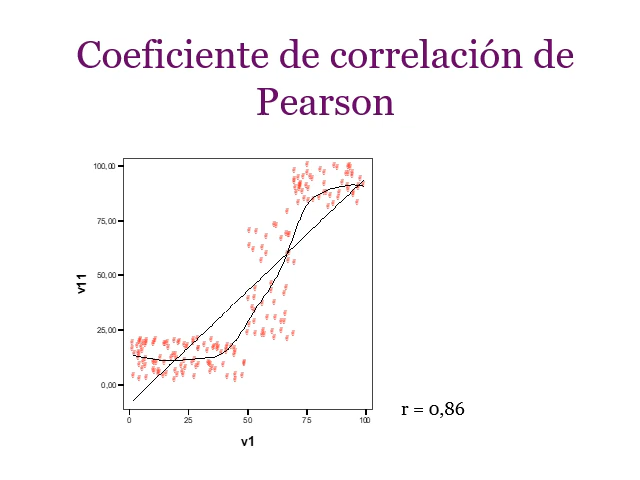 Coeficiente de correlación de
Pearson
100,00
75,00
50,00
25,00
0,00
v11
0
25
50
75
100
v1
r = 0,86